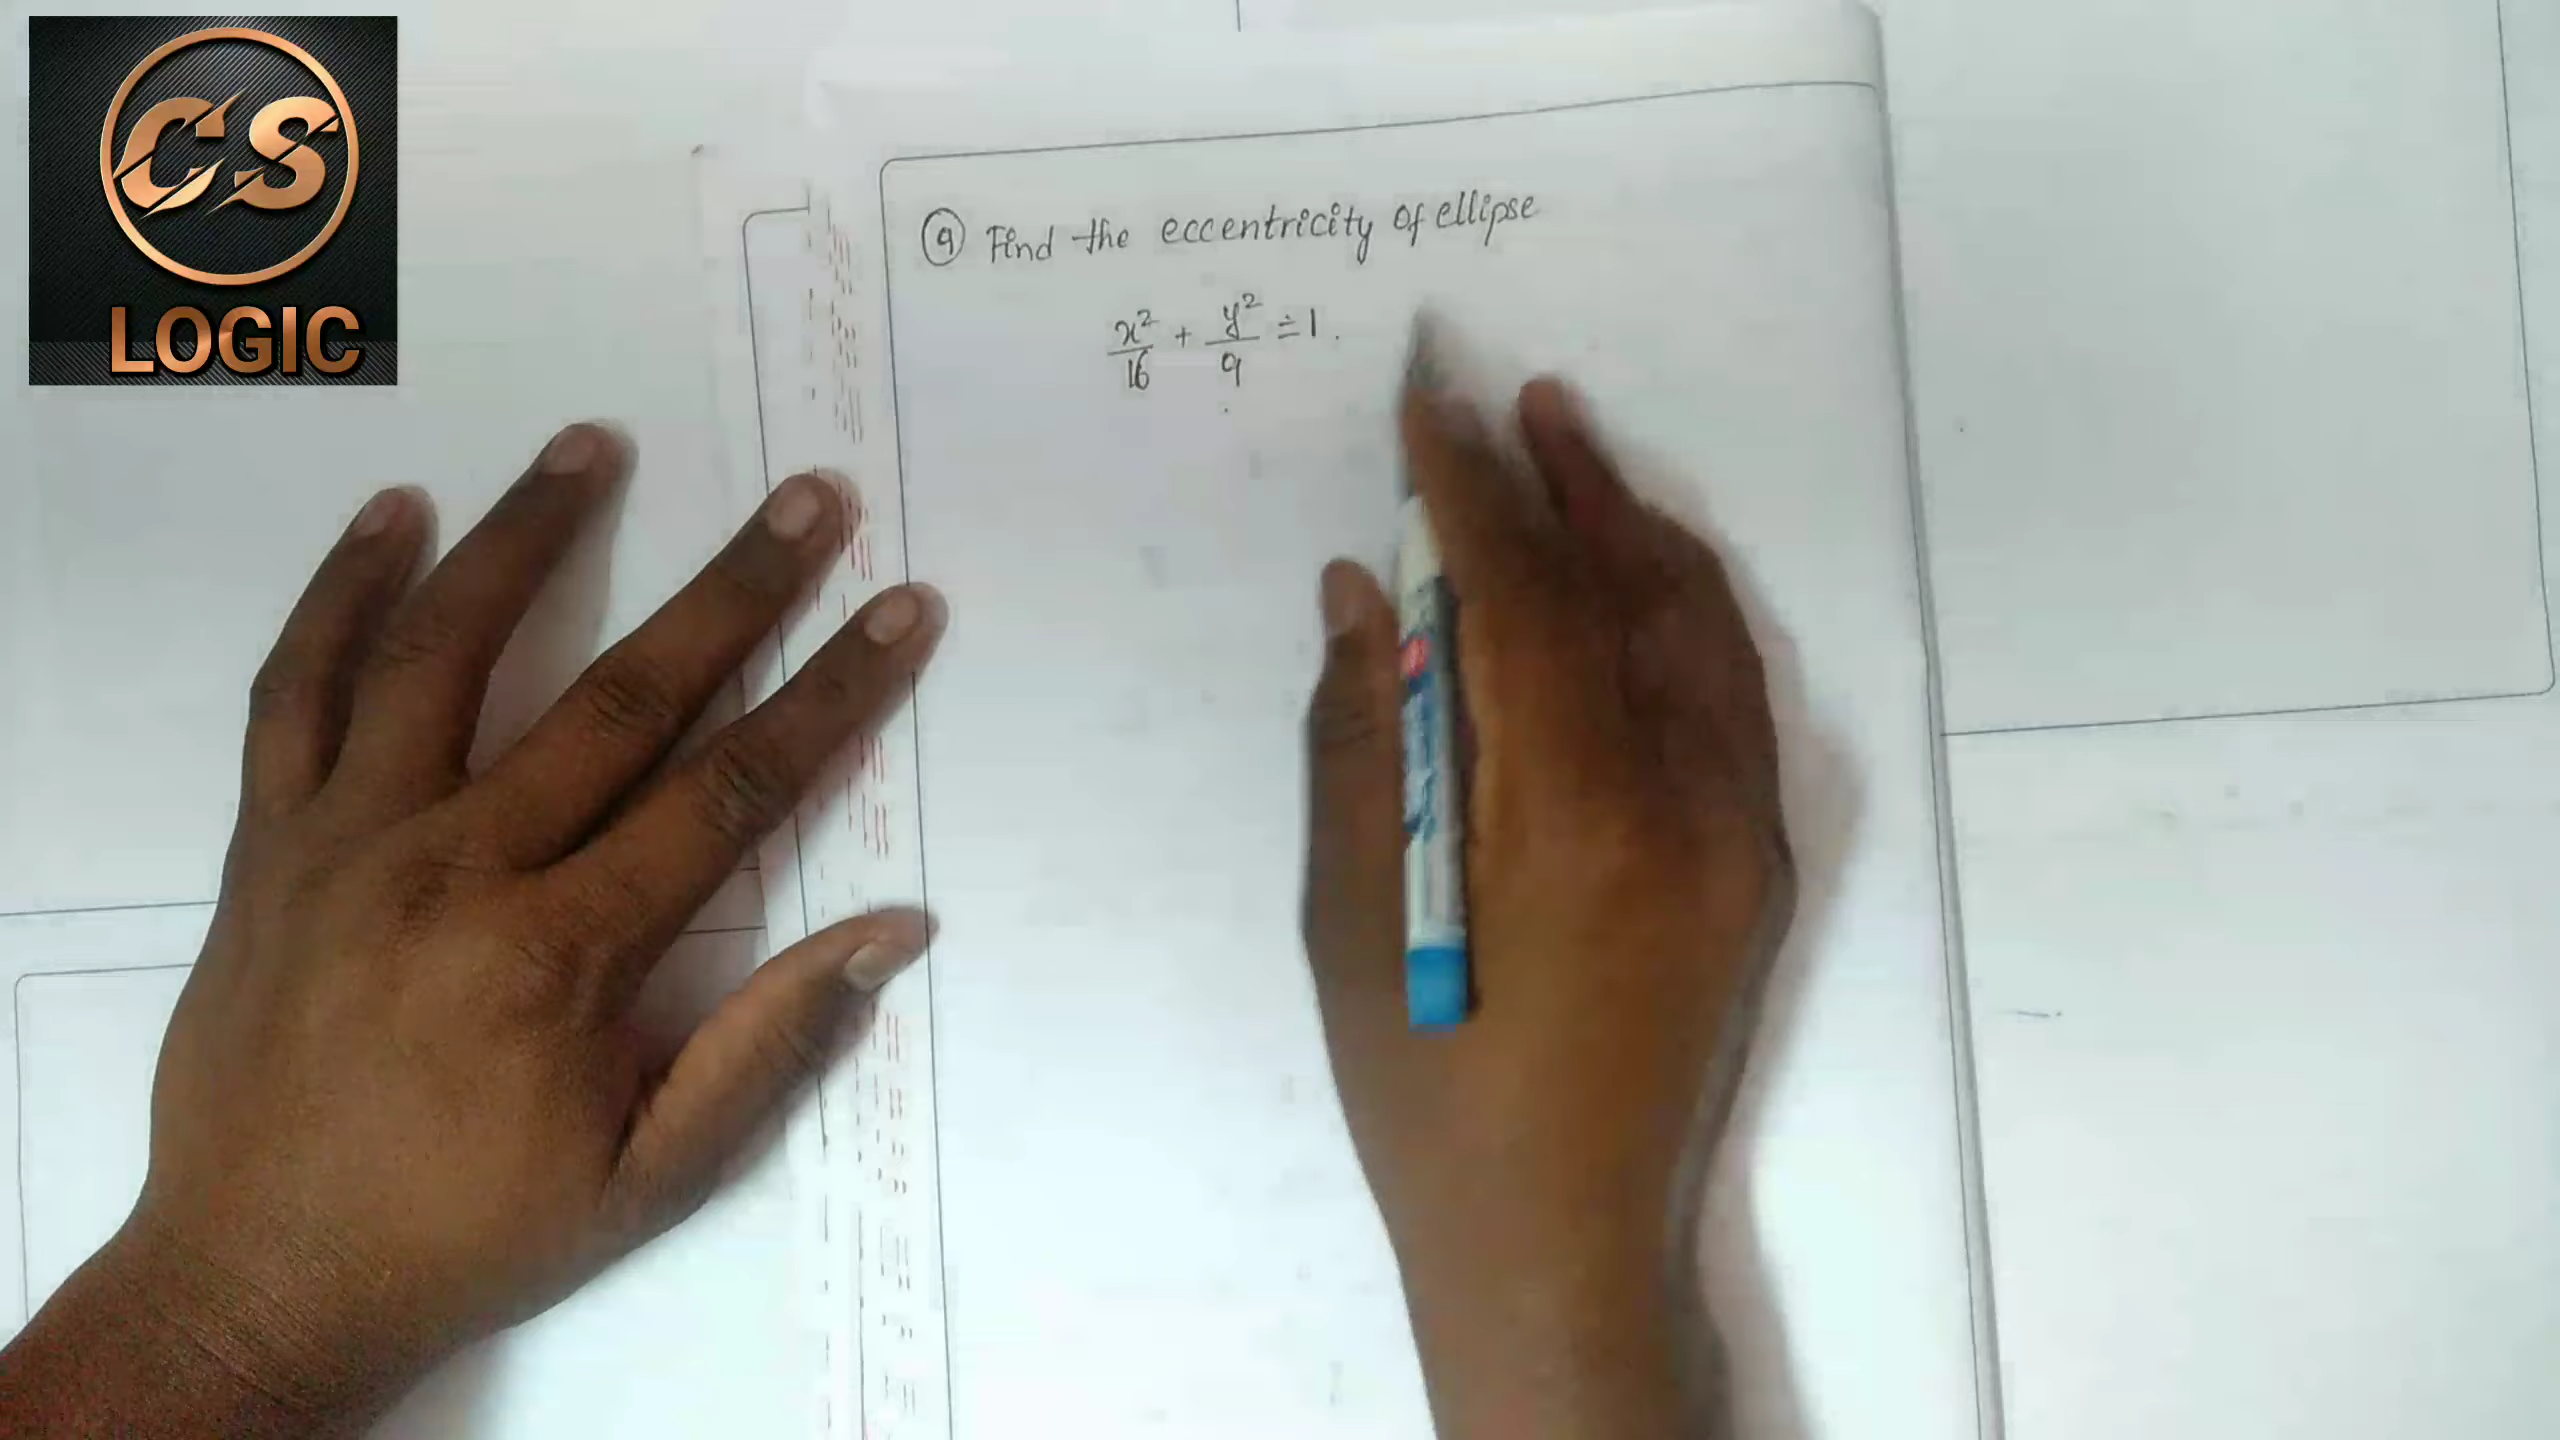 CS
LOGIC
⑨ Find the eccentricity of ellipse
x²/16 + y²/9 = 1.